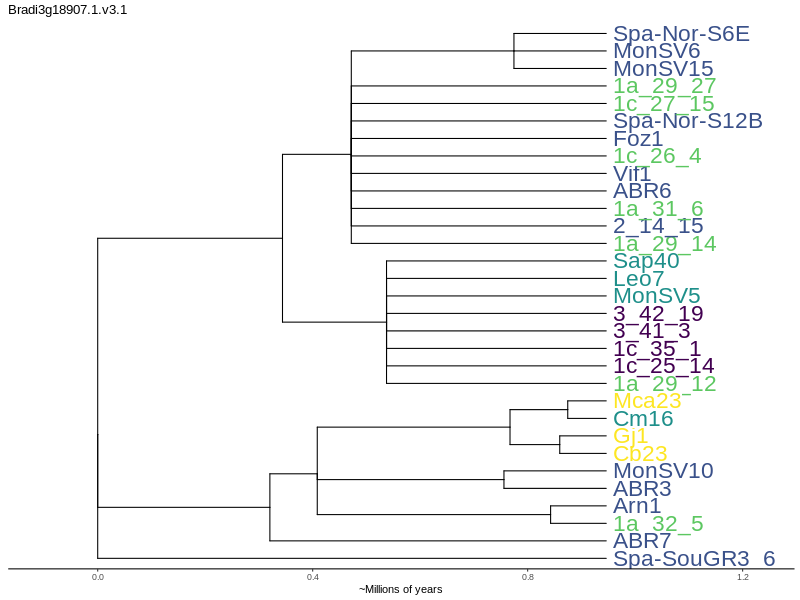 Bradi3g18907.1.v3.1
Spa-Nor-S6E
MonSV6
MonSV15
1a_29_27
1c_27_15
Spa-Nor-S12B
Foz1
1c_26_4
Vif1
ABR6
1a_31_6
2_14_15
1a_29_14
Sap40
Leo7
MonSV5
3_42_19
3_41_3
1c_35_1
1c_25_14
1a_29_12
Mca23
Cm16
Gj1
Cb23
MonSV10
ABR3
Arn1
1a_32_5
ABR7
Spa-SouGR3_6
0.0 0.4 0.8 1.2
~Millions of years